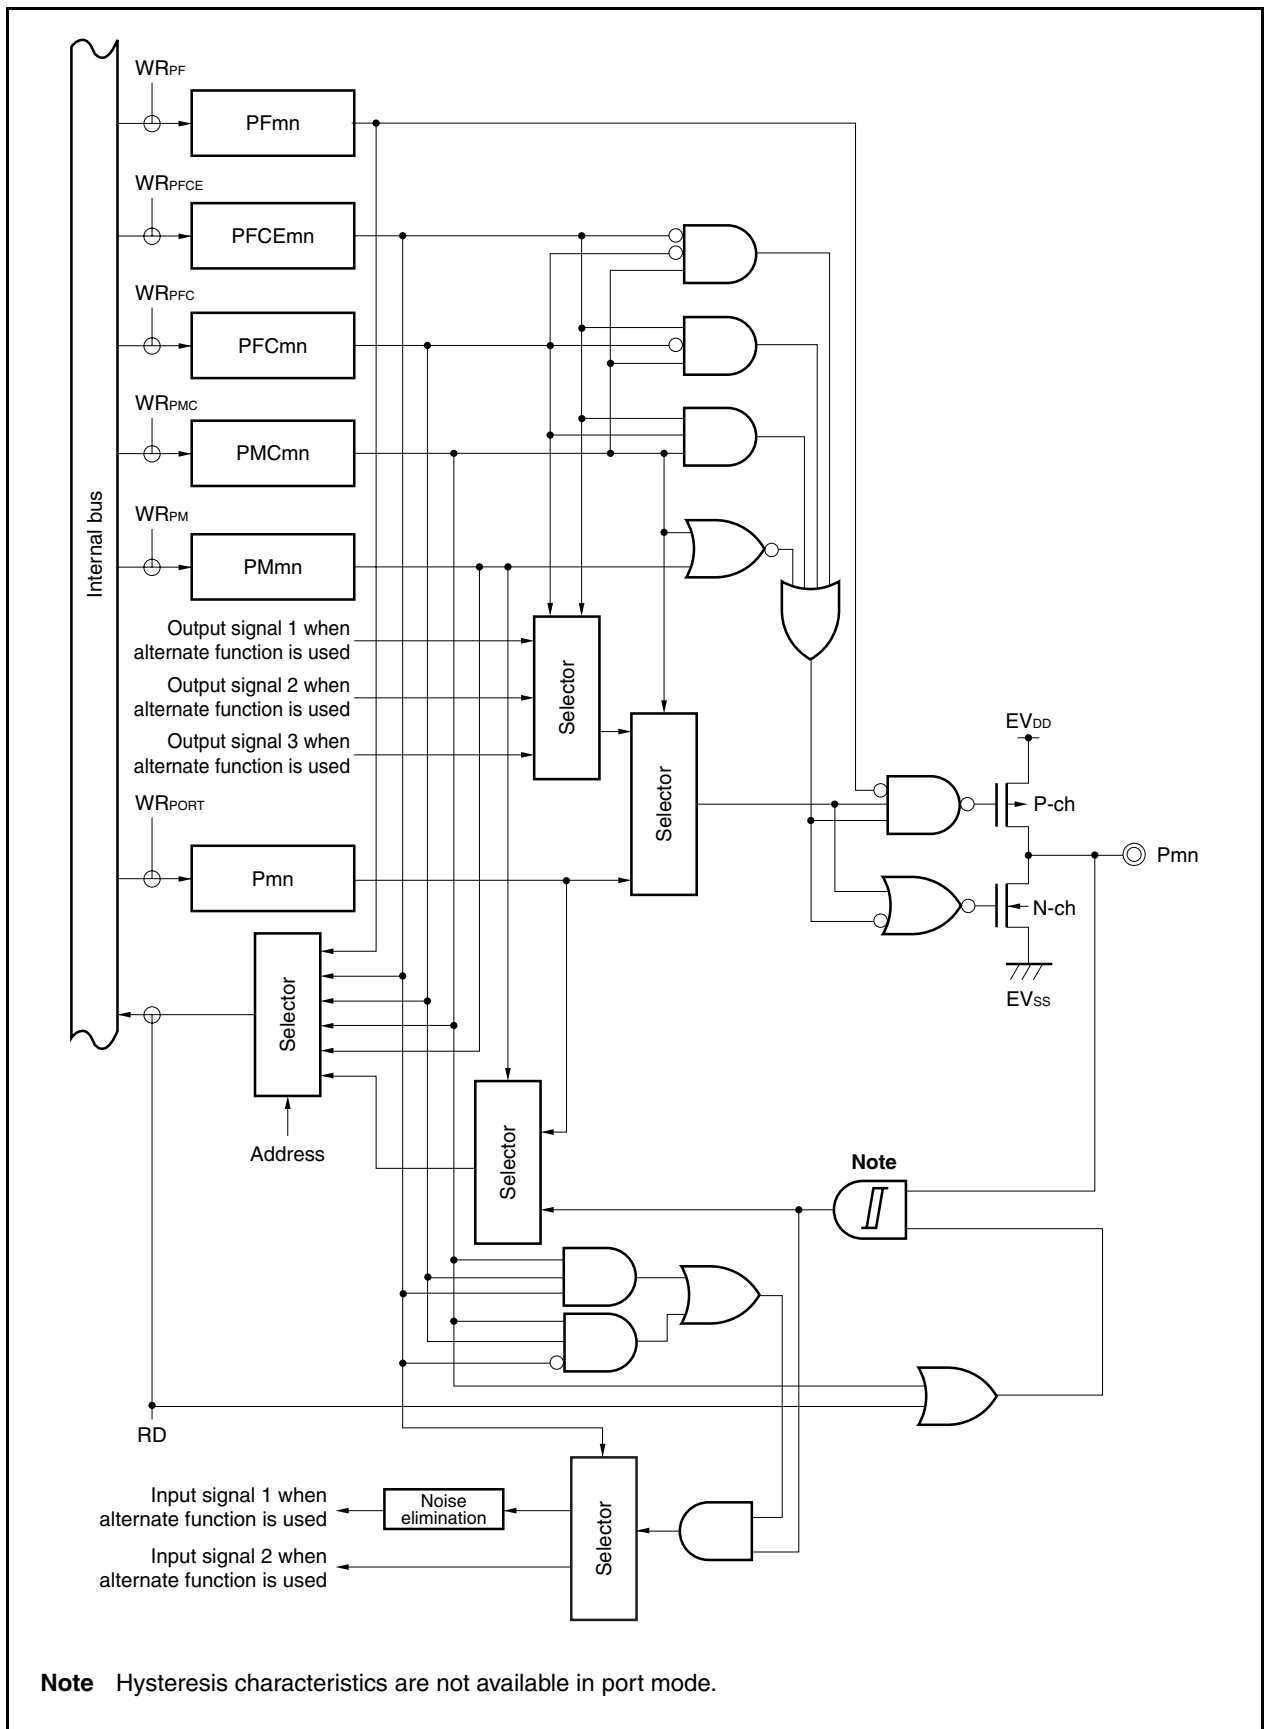 WRPF
PFmn
WRPFCE
PFCEmn
WRPFC
PFCmn
WRPMC
PMCmn
Internal bus
WRPM
PMmn
Output signal 1 when
alternate function is used
Output signal 2 when
alternate function is used
Output signal 3 when
alternate function is used
Selector
Selector
WRPORT
Pmn
EVDD
P-ch
Pmn
N-ch
EVSS
Selector
Address
Selector
Note
RD
Input signal 1 when
alternate function is used
Noise
elimination
Input signal 2 when
alternate function is used
Selector
Note Hysteresis characteristics are not available in port mode.